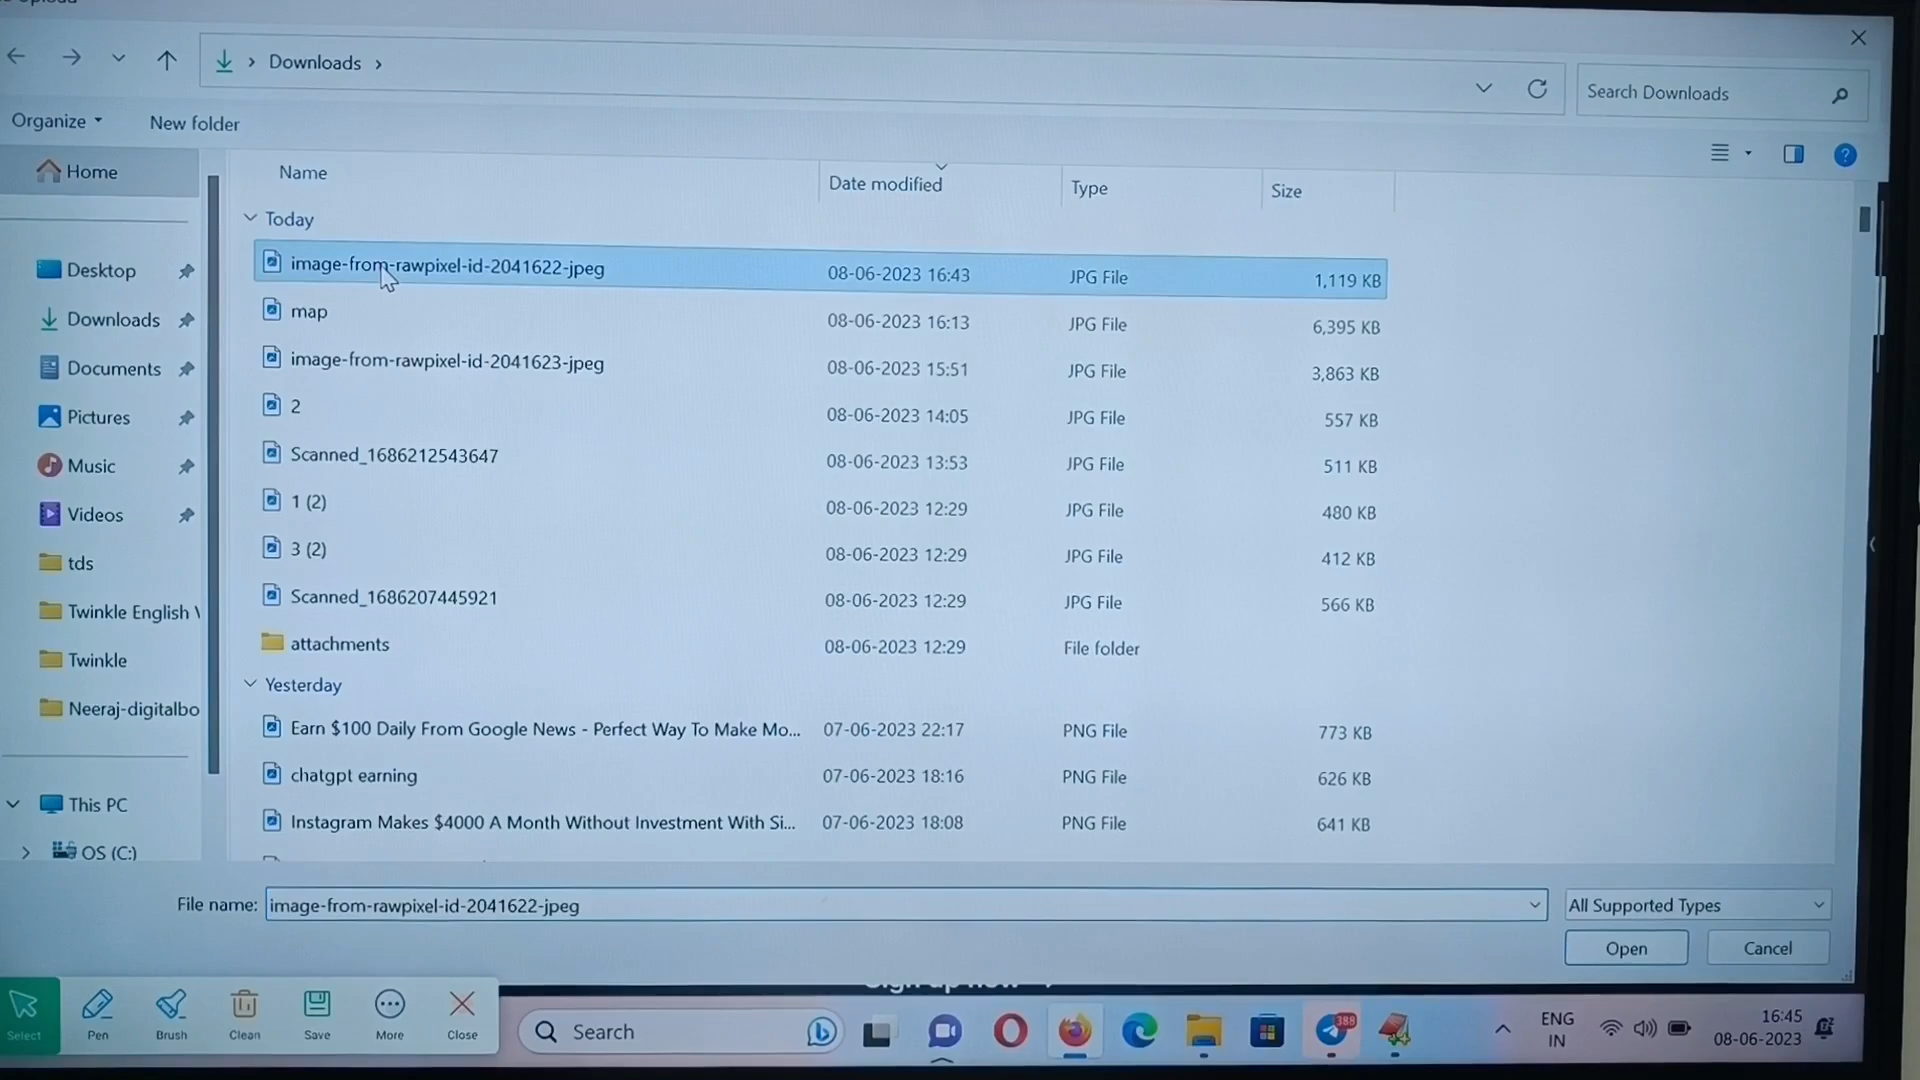 Downloads
Search Downloads
Organize
New folder
Name
Date modified
Type
Size
Home
Desktop
Downloads
Documents
Pictures
Music
Videos
tds
Twinkle English
Twinkle
Neeraj-digitalbo
This PC
OS (C:)
Today
image-from-rawpixel-id-2041622-jpeg 08-06-2023 16:43 JPG File 1,119 KB
map 08-06-2023 16:13 JPG File 6,395 KB
image-from-rawpixel-id-2041623-jpeg 08-06-2023 15:51 JPG File 3,863 KB
2 08-06-2023 14:05 JPG File 557 KB
Scanned_1686212543647 08-06-2023 13:53 JPG File 511 KB
1 (2) 08-06-2023 12:29 JPG File 480 KB
3 (2) 08-06-2023 12:29 JPG File 412 KB
Scanned_1686207445921 08-06-2023 12:29 JPG File 566 KB
attachments 08-06-2023 12:29 File folder
Yesterday
Earn $100 Daily From Google News - Perfect Way To Make Mo... 07-06-2023 22:17 PNG File 773 KB
chatgpt earning 07-06-2023 18:16 PNG File 626 KB
Instagram Makes $4000 A Month Without Investment With Si... 07-06-2023 18:08 PNG File 641 KB
File name: image-from-rawpixel-id-2041622-jpeg
All Supported Types
Open
Cancel
Select
Pen
Brush
Clean
Save
More
Close
Search
388
ENG
IN
16:45
08-06-2023